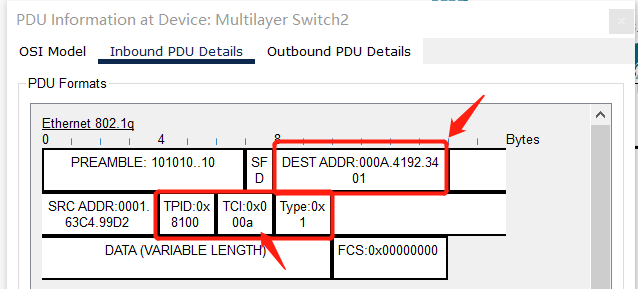 PDU Information at Device: Multilayer Switch2
OSI Model Inbound PDU Details Outbound PDU Details
PDU Formats
Ethernet 802.1q
0 4 8 Bytes
PREAMBLE: 101010..10 SF DEST ADDR:000A.4192.34
D 01
SRC ADDR:0001. TPID:0x TCI:0x0 Type:0x
63C4.99D2 8100 00a 1
DATA (VARIABLE LENGTH) FCS:0x00000000